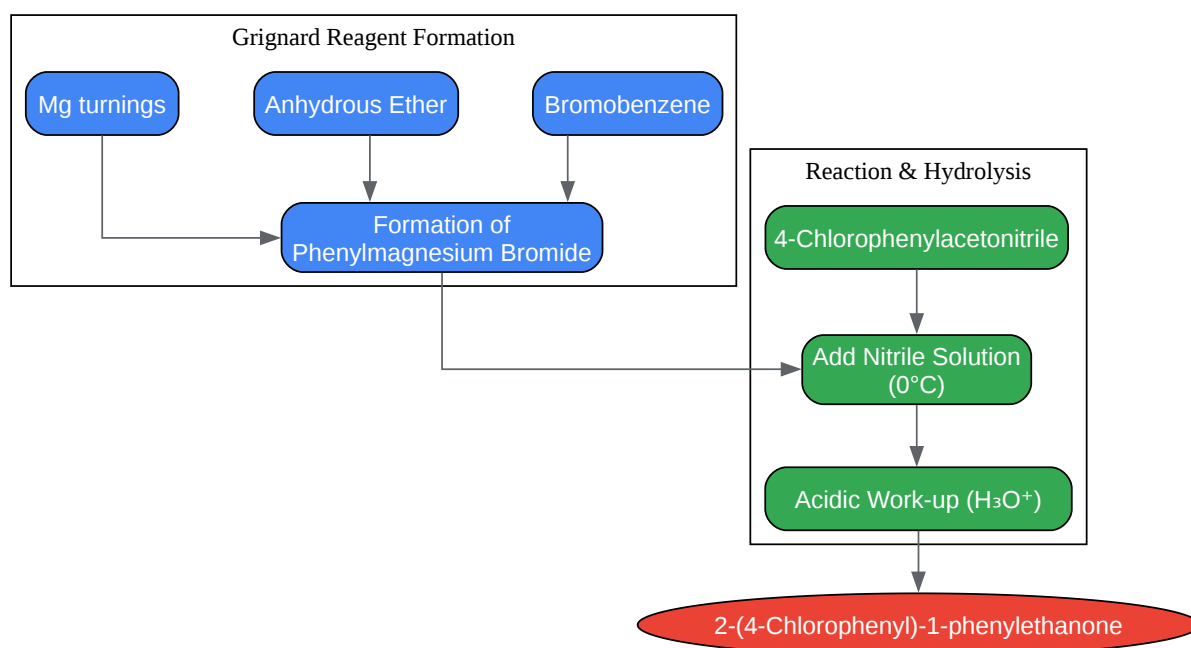 Grignard Reagent Formation
Mg turnings
Anhydrous Ether
Bromobenzene
Formation of
Phenylmagnesium Bromide
Reaction & Hydrolysis
4-Chlorophenylacetonitrile
Add Nitrile Solution
(0°C)
Acidic Work-up (H₃O⁺)
2-(4-Chlorophenyl)-1-phenylethanone